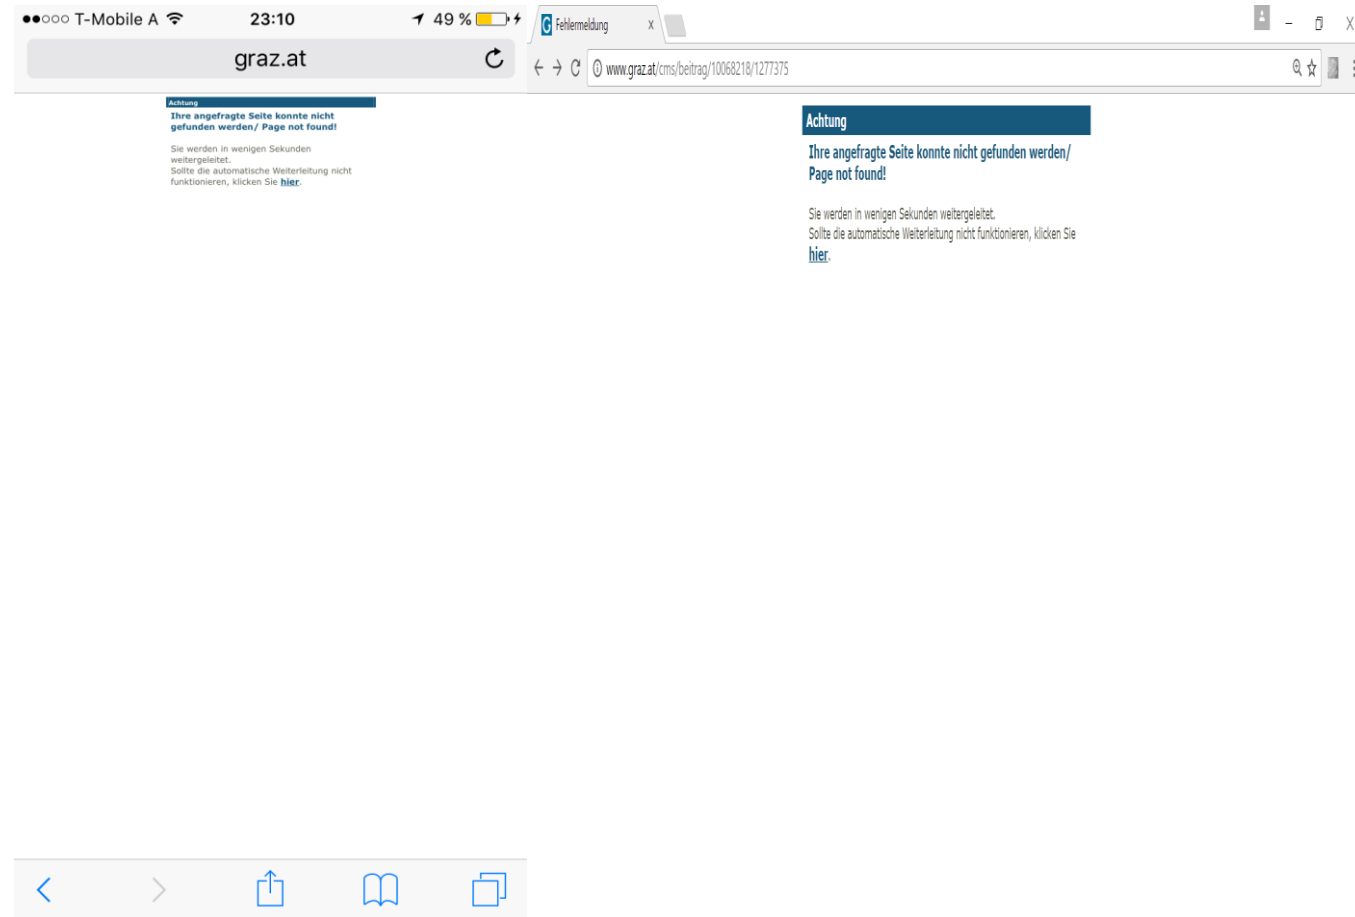 T-Mobile A 23:10 49 %
graz.at
Achtung
Ihre angefragte Seite konnte nicht
gefunden werden/ Page not found!
Sie werden in wenigen Sekunden
weitergeleitet.
Sollte die automatische Weiterleitung nicht
funktionieren, klicken Sie hier.
G Fehlermeldung x
www.graz.at/cms/beitrag/10068218/1277375
Achtung
Ihre angefragte Seite konnte nicht gefunden werden/
Page not found!
Sie werden in wenigen Sekunden weitergeleitet.
Sollte die automatische Weiterleitung nicht funktionieren, klicken Sie
hier.